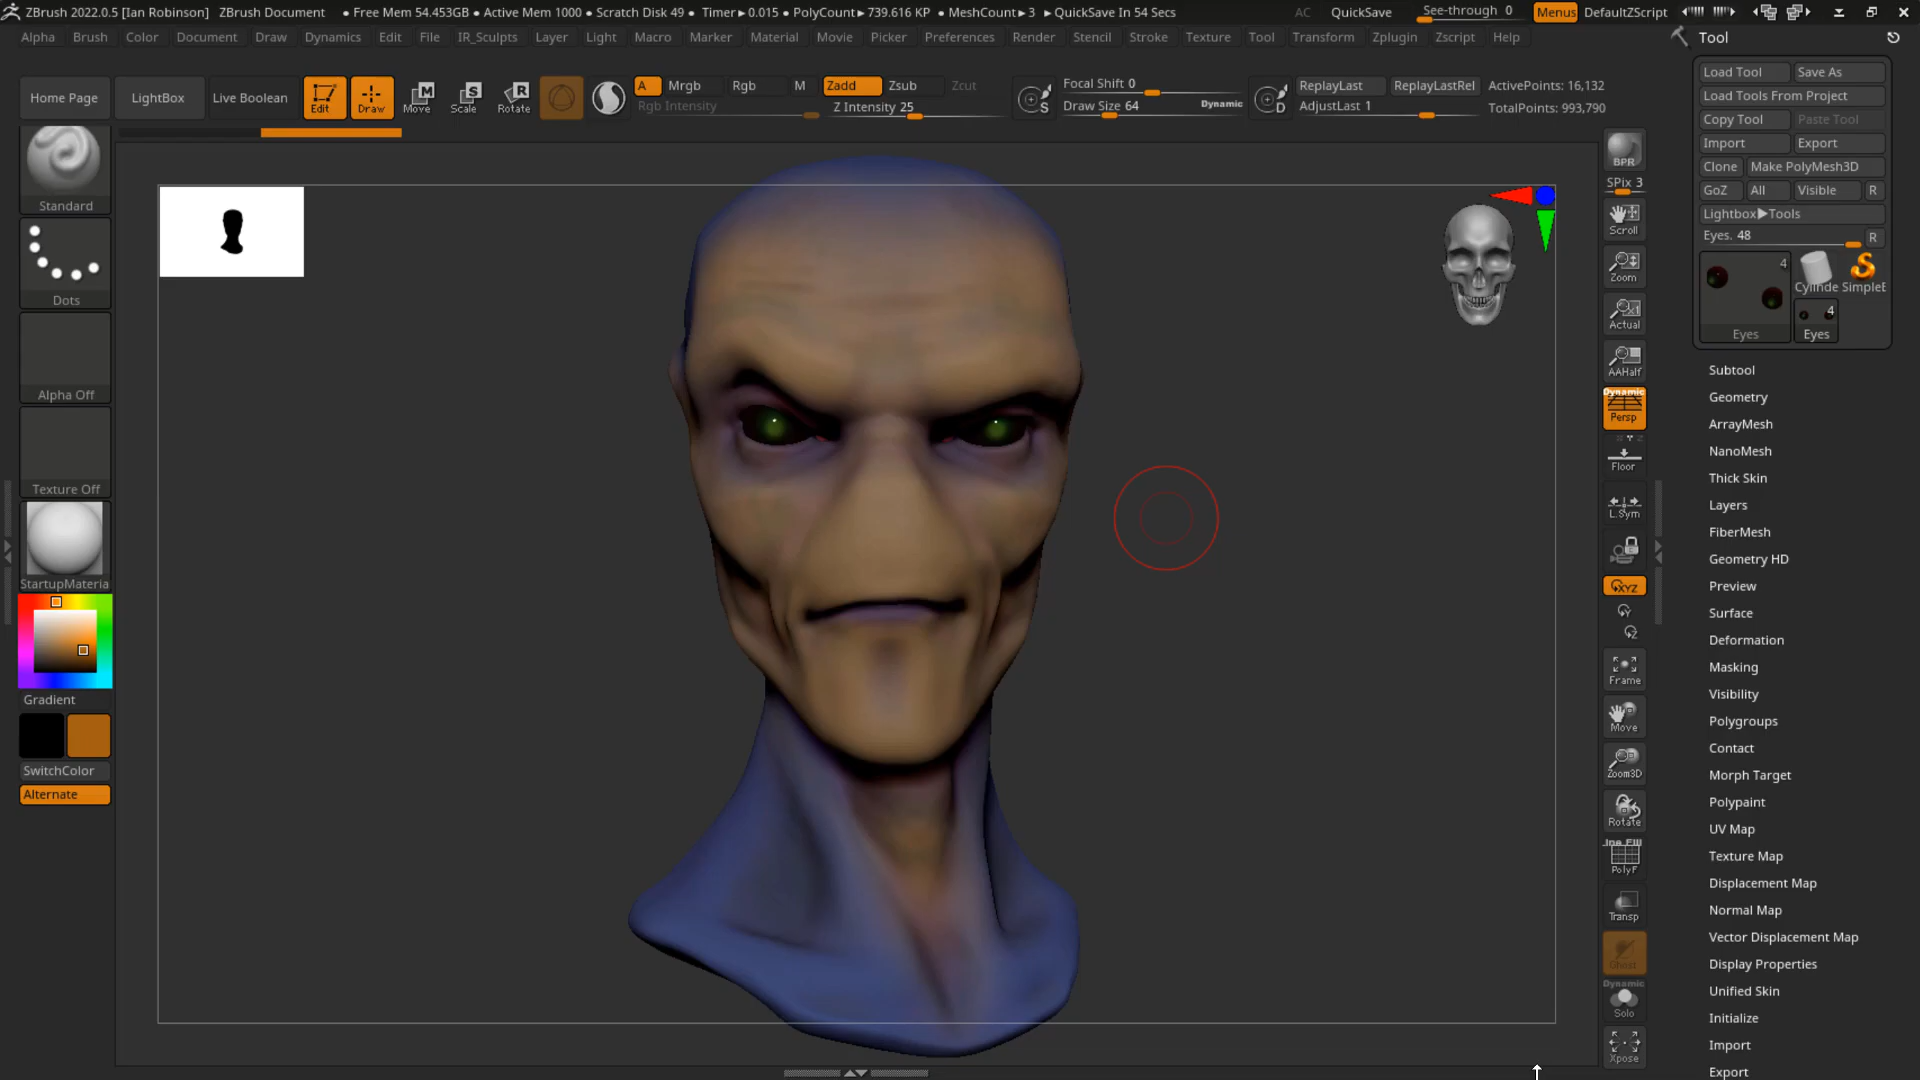 ZBrush 2022.0.5 [Ian Robinson] ZBrush Document • Free Mem 54.453GB • Active Mem 1000 • Scratch Disk 49 • Timer▶0.015 • PolyCount▶739.616 KP • MeshCount▶3 ▶ QuickSave In 54 Secs AC QuickSave See-through 0 Menus DefaultZScript
Alpha Brush Color Document Draw Dynamics Edit File IR_Sculpts Layer Light Macro Marker Material Movie Picker Preferences Render Stencil Stroke Texture Tool Transform Zplugin Zscript Help
Tool
Load Tool Save As
Load Tools From Project
Copy Tool Paste Tool
Import Export
Clone Make PolyMesh3D
GoZ All Visible R
Lightbox▶Tools
Eyes. 48 R
4
Cylinde SimpleE
4
Eyes Eyes
Home Page LightBox Live Boolean Edit Draw Move Scale Rotate
A Mrgb Rgb M Zadd Zsub Zcut
Rgb Intensity Z Intensity 25
S Focal Shift 0
Draw Size 64 Dynamic
D ReplayLast ReplayLastRel ActivePoints: 16,132
AdjustLast 1 TotalPoints: 993,790
Standard
Dots
Alpha Off
Texture Off
StartupMateria
Gradient
SwitchColor
Alternate
BPR
SPix 3
Scroll
Zoom
Actual
AAHalf
Dynamic
Persp
Floor
L.Sym
XYZ
Y
Z
Frame
Move
Zoom3D
Rotate
Line Fill
PolyF
Transp
Ghost
Dynamic
Solo
Xpose
Subtool
Geometry
ArrayMesh
NanoMesh
Thick Skin
Layers
FiberMesh
Geometry HD
Preview
Surface
Deformation
Masking
Visibility
Polygroups
Contact
Morph Target
Polypaint
UV Map
Texture Map
Displacement Map
Normal Map
Vector Displacement Map
Display Properties
Unified Skin
Initialize
Import
Export